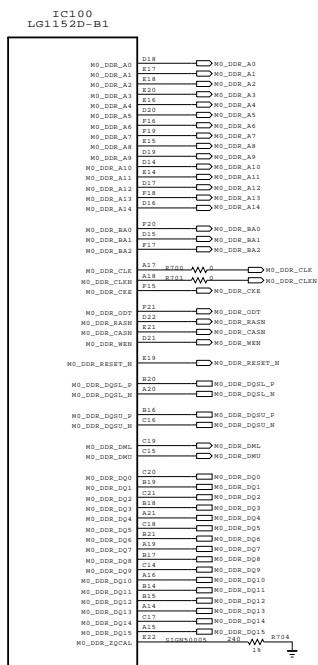 IC100
LG1152D-B1
M0_DDR_A0 D18 M0_DDR_A0
M0_DDR_A1 E17 M0_DDR_A1
M0_DDR_A2 E18 M0_DDR_A2
M0_DDR_A3 E20 M0_DDR_A3
M0_DDR_A4 E16 M0_DDR_A4
M0_DDR_A5 D20 M0_DDR_A5
M0_DDR_A6 F16 M0_DDR_A6
M0_DDR_A7 F19 M0_DDR_A7
M0_DDR_A8 E15 M0_DDR_A8
M0_DDR_A9 D19 M0_DDR_A9
M0_DDR_A10 D14 M0_DDR_A10
M0_DDR_A11 E14 M0_DDR_A11
M0_DDR_A12 D17 M0_DDR_A12
M0_DDR_A13 F18 M0_DDR_A13
M0_DDR_A14 D16 M0_DDR_A14
M0_DDR_BA0 F20 M0_DDR_BA0
M0_DDR_BA1 D15 M0_DDR_BA1
M0_DDR_BA2 F17 M0_DDR_BA2
M0_DDR_CLK A17 R700 0 M0_DDR_CLK
M0_DDR_CLKN A18 R701 0 M0_DDR_CLKN
M0_DDR_CKE F15 M0_DDR_CKE
M0_DDR_ODT F21 M0_DDR_ODT
M0_DDR_RASN D22 M0_DDR_RASN
M0_DDR_CASN E21 M0_DDR_CASN
M0_DDR_WEN D21 M0_DDR_WEN
M0_DDR_RESET_N E19 M0_DDR_RESET_N
M0_DDR_DQSL_P B20 M0_DDR_DQSL_P
M0_DDR_DQSL_N A20 M0_DDR_DQSL_N
M0_DDR_DQSU_P B16 M0_DDR_DQSU_P
M0_DDR_DQSU_N C16 M0_DDR_DQSU_N
M0_DDR_DML C19 M0_DDR_DML
M0_DDR_DMU C15 M0_DDR_DMU
M0_DDR_DQ0 C20 M0_DDR_DQ0
M0_DDR_DQ1 B19 M0_DDR_DQ1
M0_DDR_DQ2 C21 M0_DDR_DQ2
M0_DDR_DQ3 B18 M0_DDR_DQ3
M0_DDR_DQ4 A21 M0_DDR_DQ4
M0_DDR_DQ5 C18 M0_DDR_DQ5
M0_DDR_DQ6 B21 M0_DDR_DQ6
M0_DDR_DQ7 A19 M0_DDR_DQ7
M0_DDR_DQ8 B17 M0_DDR_DQ8
M0_DDR_DQ9 C14 M0_DDR_DQ9
M0_DDR_DQ10 A16 M0_DDR_DQ10
M0_DDR_DQ11 B14 M0_DDR_DQ11
M0_DDR_DQ12 B15 M0_DDR_DQ12
M0_DDR_DQ13 A14 M0_DDR_DQ13
M0_DDR_DQ14 C17 M0_DDR_DQ14
M0_DDR_DQ15 A15 M0_DDR_DQ15
M0_DDR_ZQCAL E22 SIGN50005 240 R704
1%